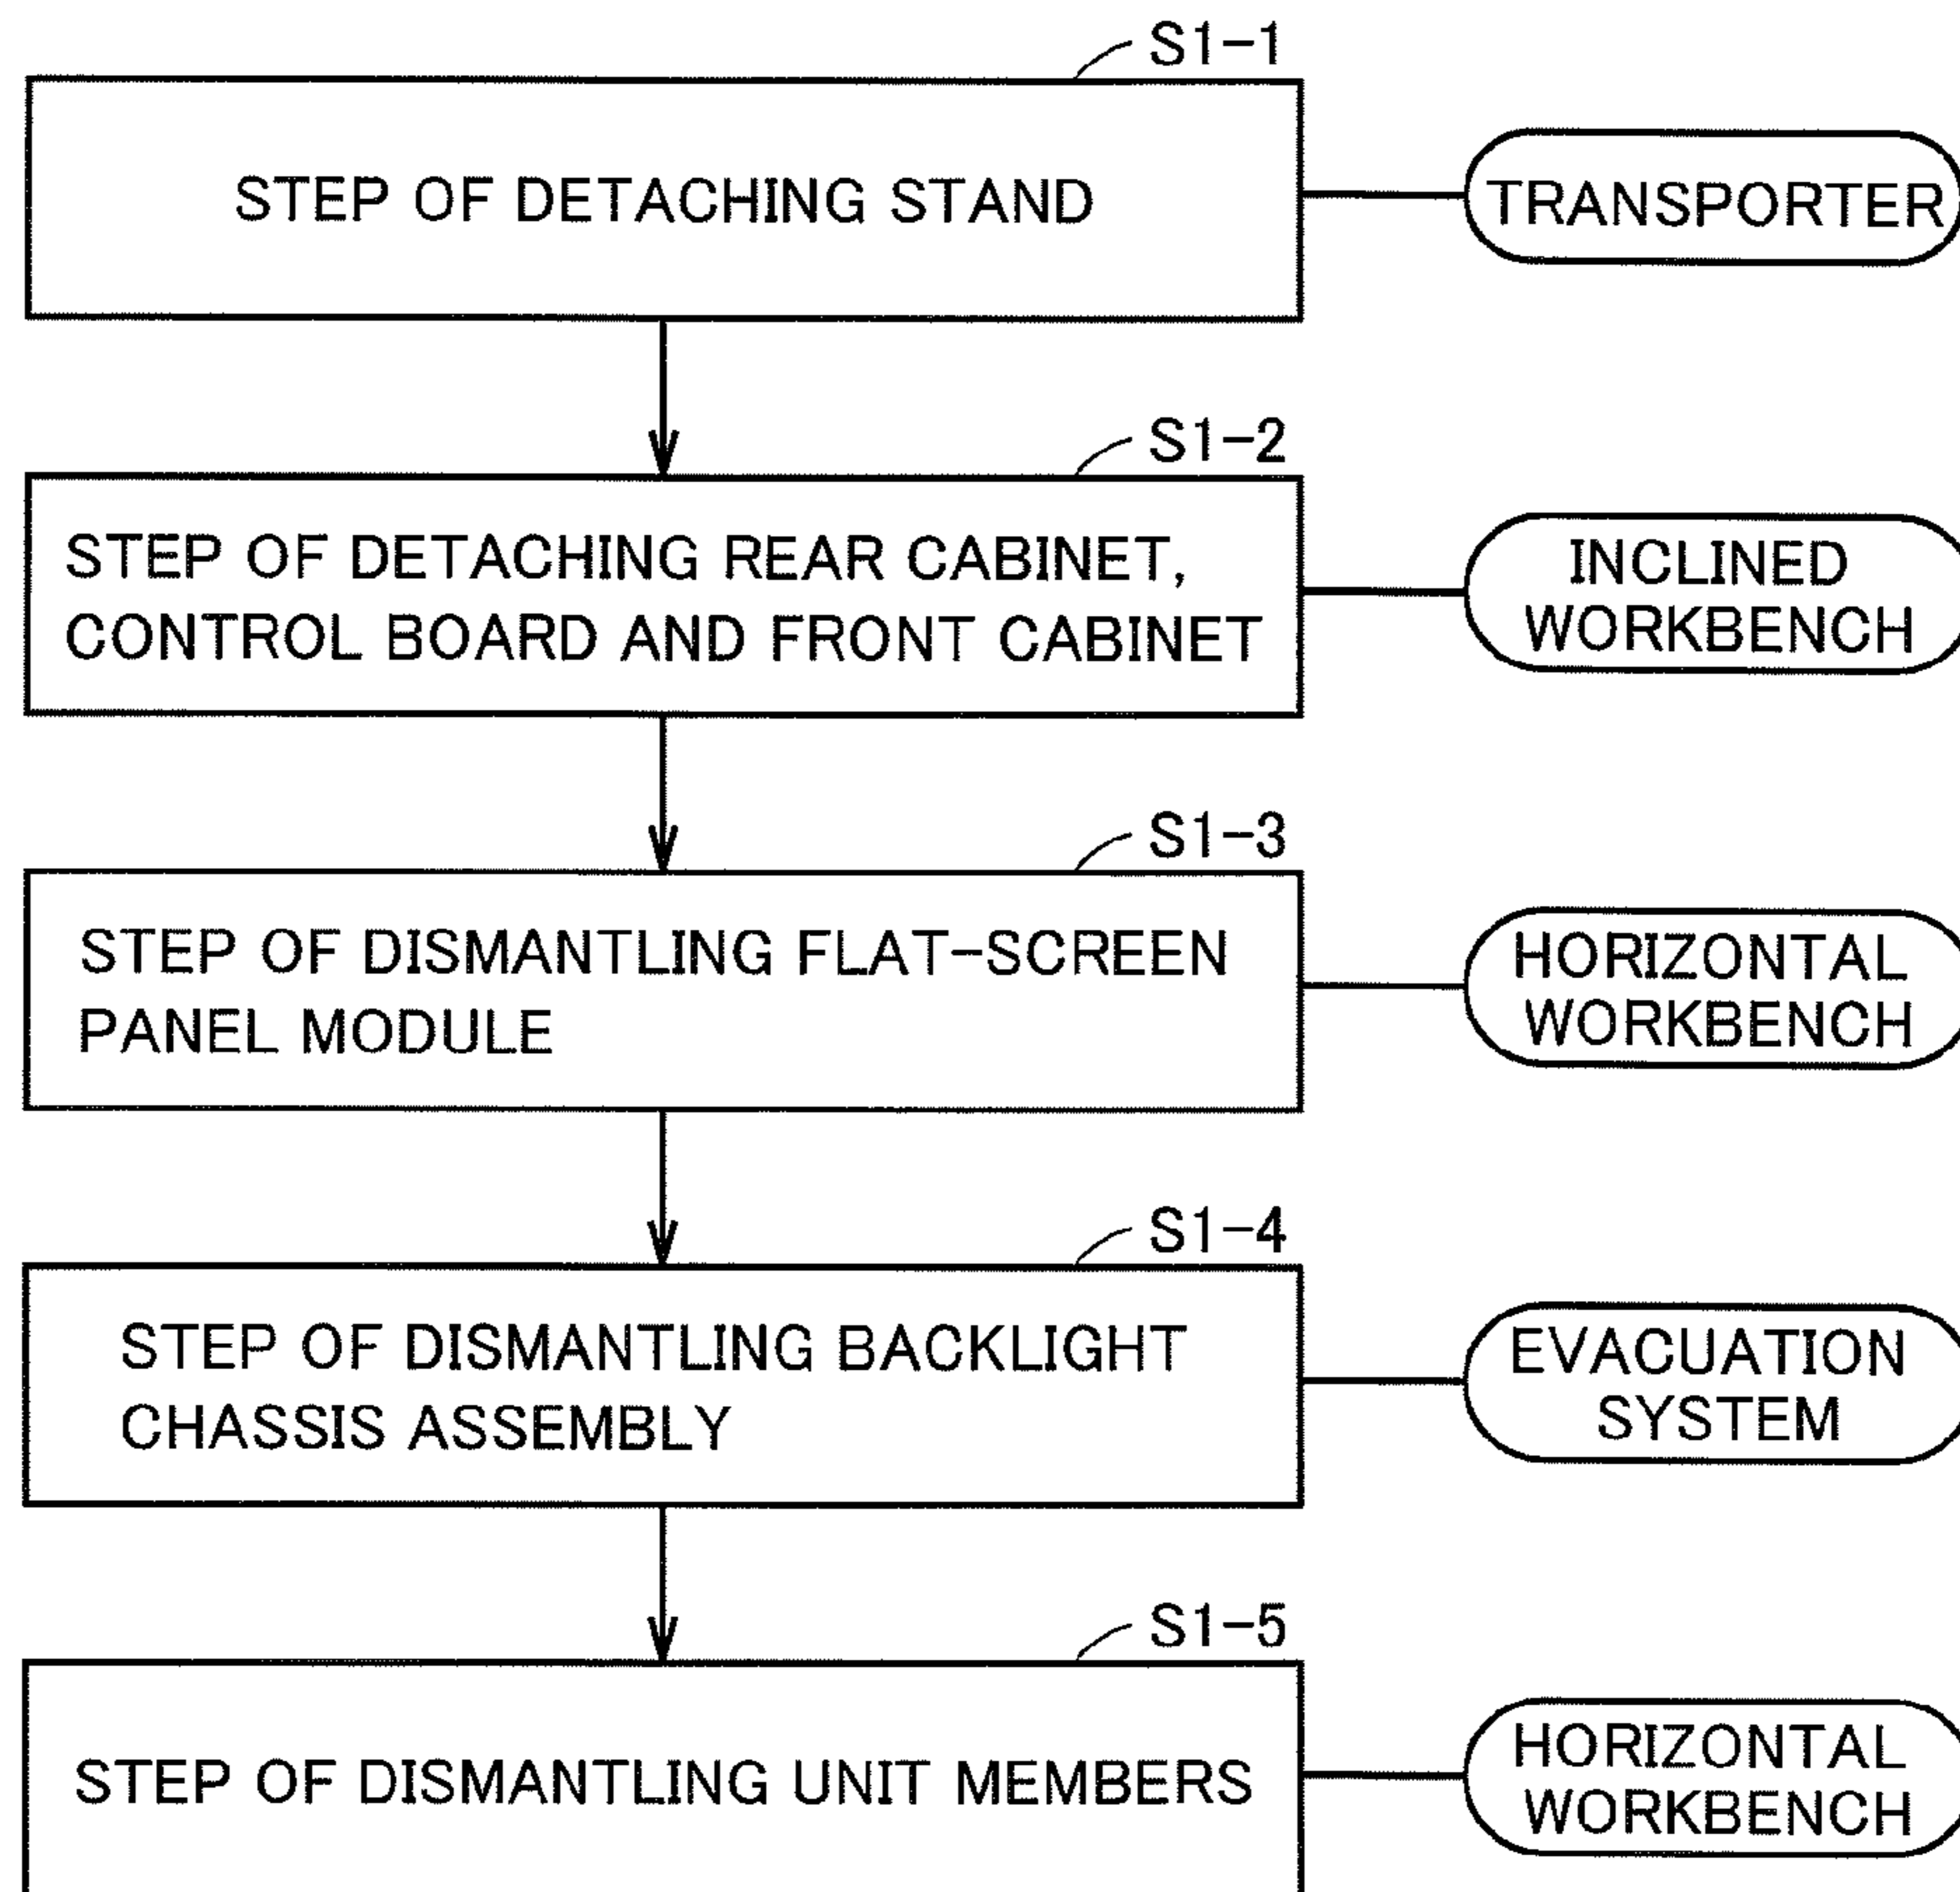 S1-1
STEP OF DETACHING STAND
TRANSPORTER
S1-2
STEP OF DETACHING REAR CABINET,
CONTROL BOARD AND FRONT CABINET
INCLINED
WORKBENCH
S1-3
STEP OF DISMANTLING FLAT-SCREEN
PANEL MODULE
HORIZONTAL
WORKBENCH
S1-4
STEP OF DISMANTLING BACKLIGHT
CHASSIS ASSEMBLY
EVACUATION
SYSTEM
S1-5
STEP OF DISMANTLING UNIT MEMBERS
HORIZONTAL
WORKBENCH